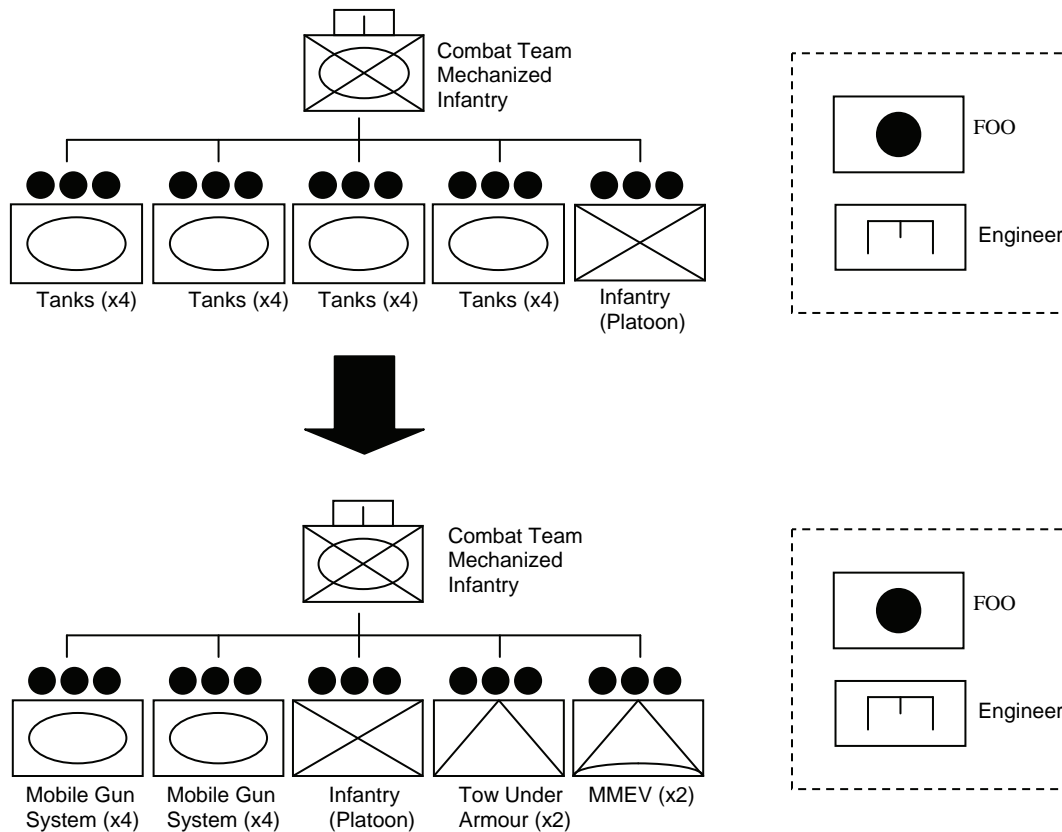 Combat Team
Mechanized
Infantry
FOO
Engineer
Tanks (x4)
Tanks (x4)
Tanks (x4)
Tanks (x4)
Infantry
(Platoon)
Combat Team
Mechanized
Infantry
FOO
Engineer
Mobile Gun
System (x4)
Mobile Gun
System (x4)
Infantry
(Platoon)
Tow Under
Armour (x2)
MMEV (x2)